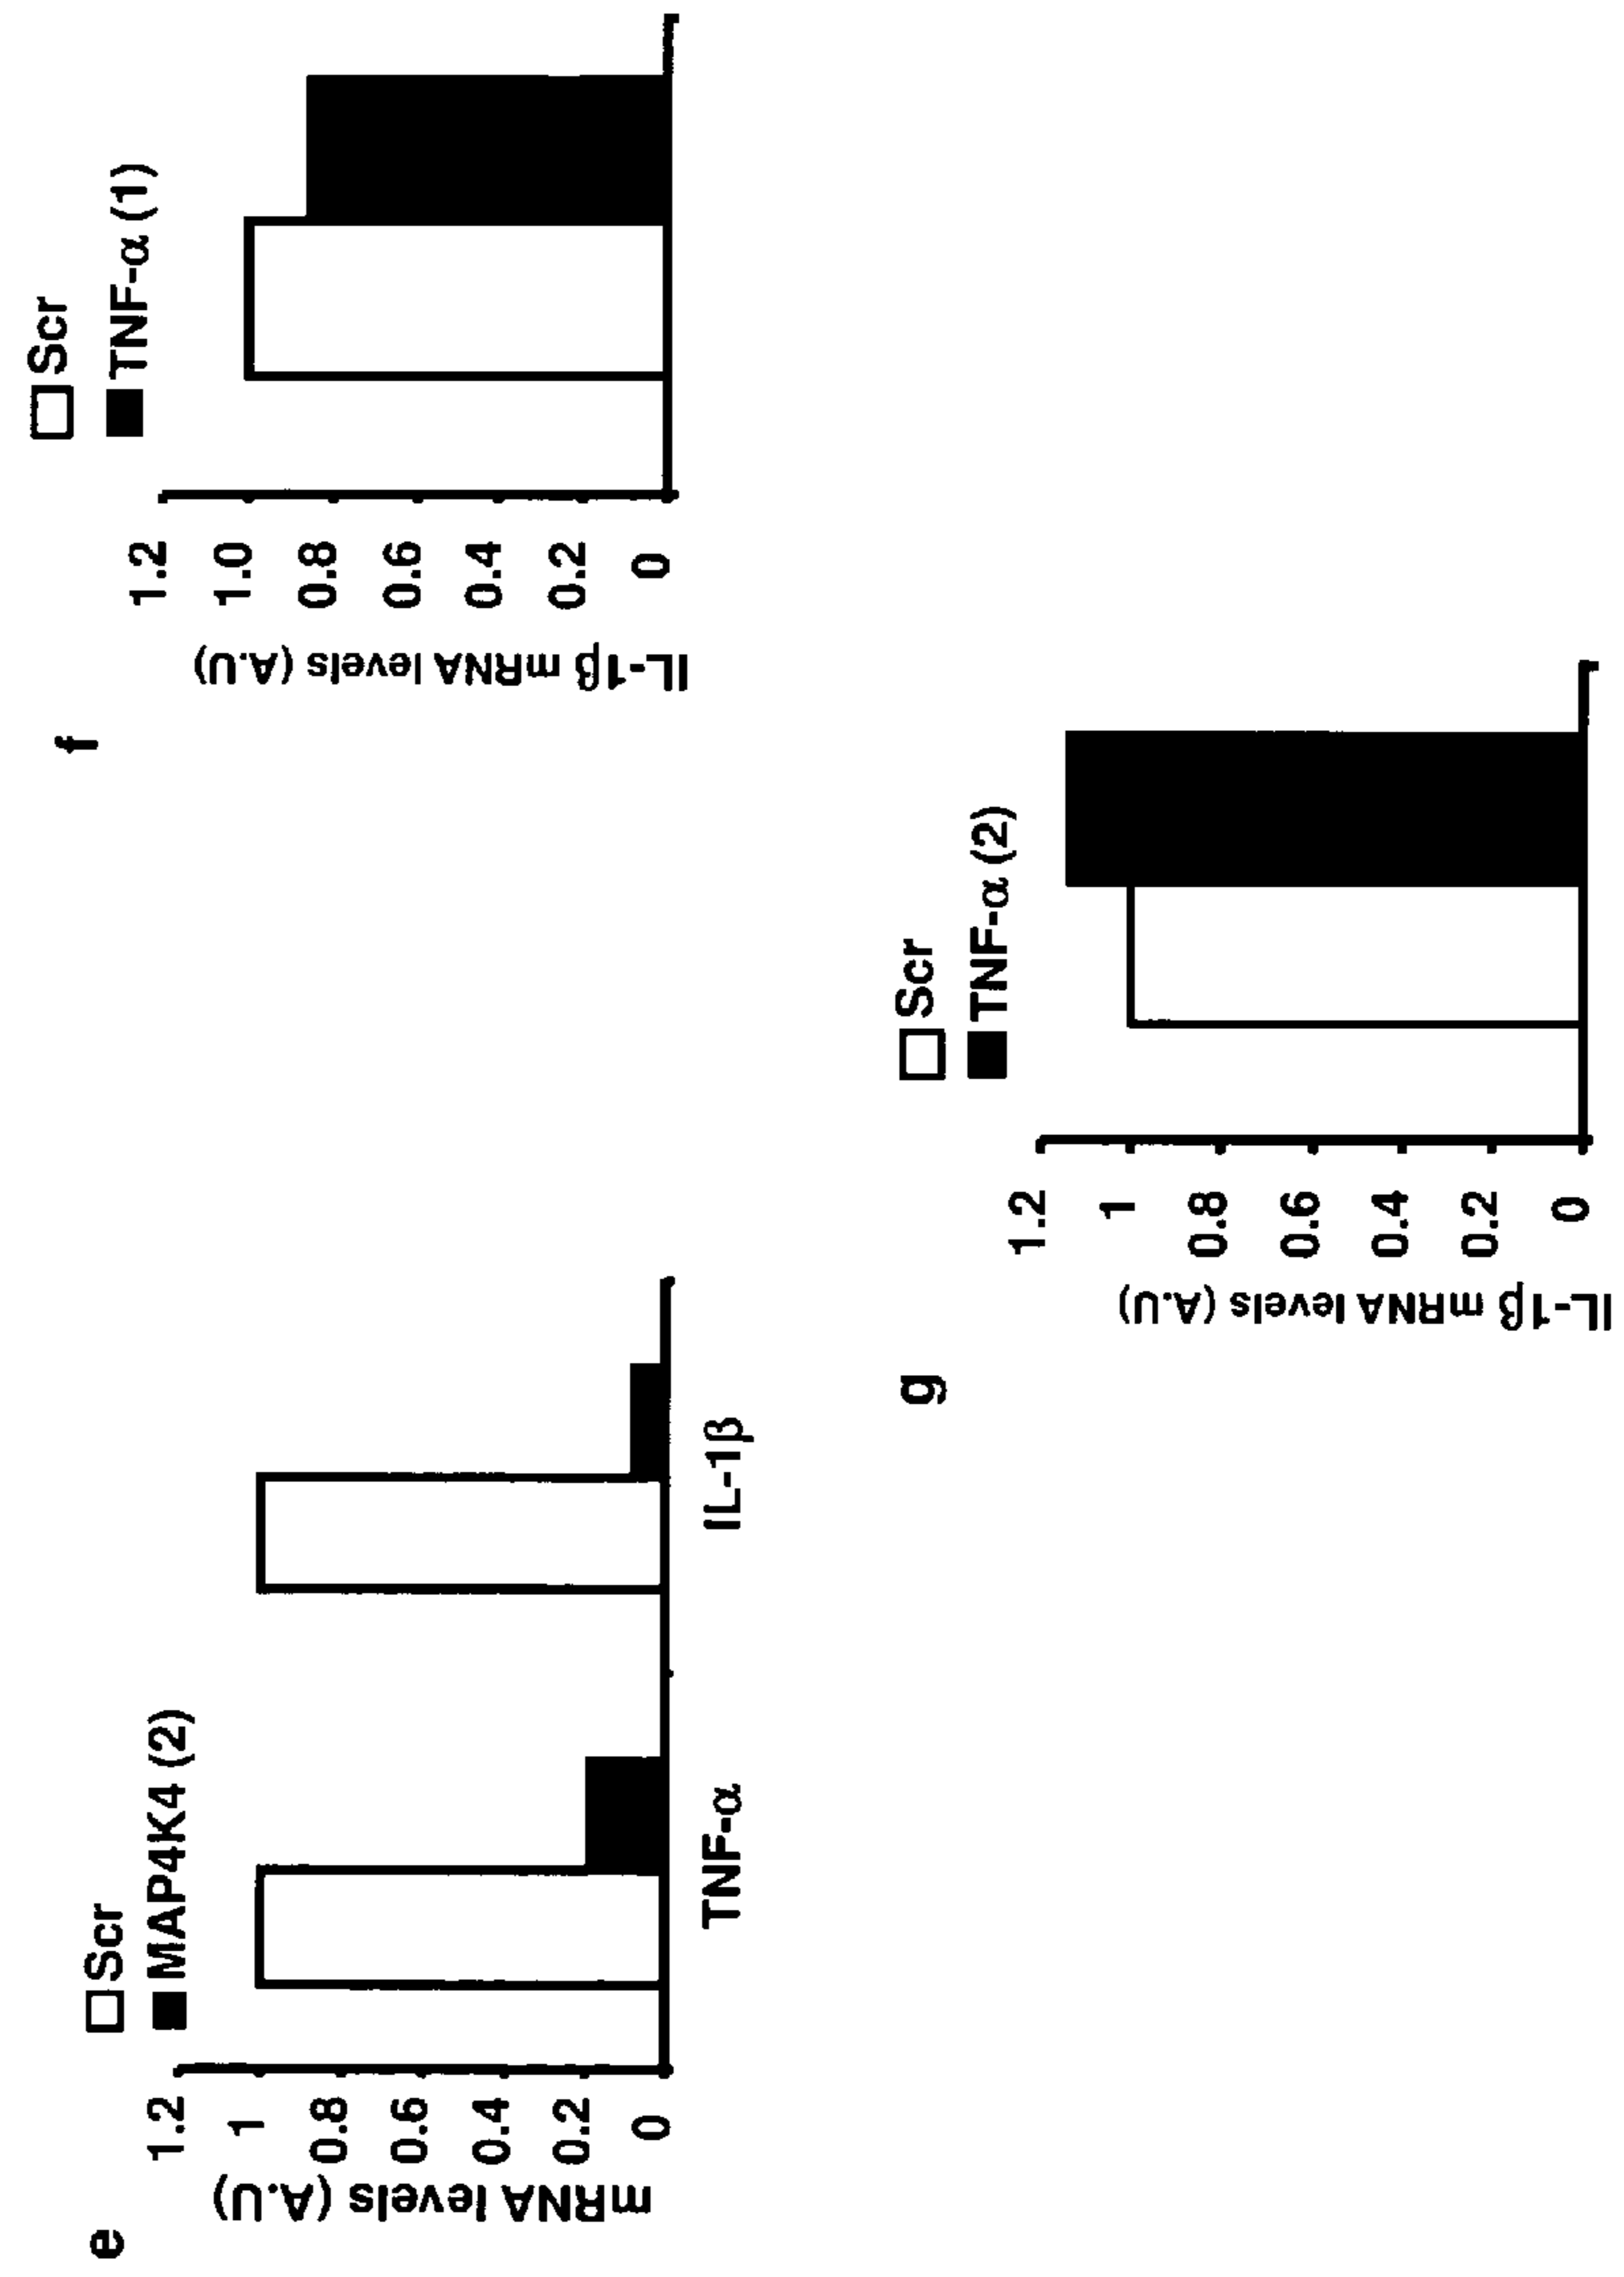 e
Scr
MAP4K4 (2)
mRNA levels (A.U)
1.2
1
0.8
0.6
0.4
0.2
0
TNF-α
IL-1β
f
Scr
TNF-α (1)
IL-1β mRNA levels (A.U)
1.2
1.0
0.8
0.6
0.4
0.2
0
g
Scr
TNF-α (2)
IL-1β mRNA levels (A.U)
1.2
1
0.8
0.6
0.4
0.2
0